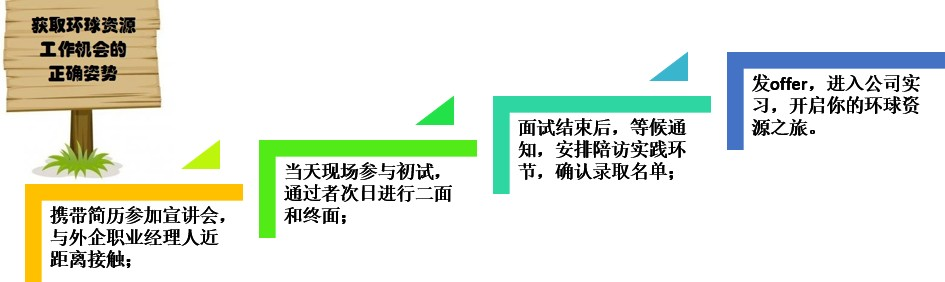 获取环球资源
工作机会的
正确姿势
携带简历参加宣讲会，
与外企职业经理人近
距离接触；
当天现场参与初试，
通过者次日进行二面
和终面；
面试结束后，等候通
知，安排陪访实践环
节，确认录取名单；
发offer，进入公司实
习，开启你的环球资
源之旅。